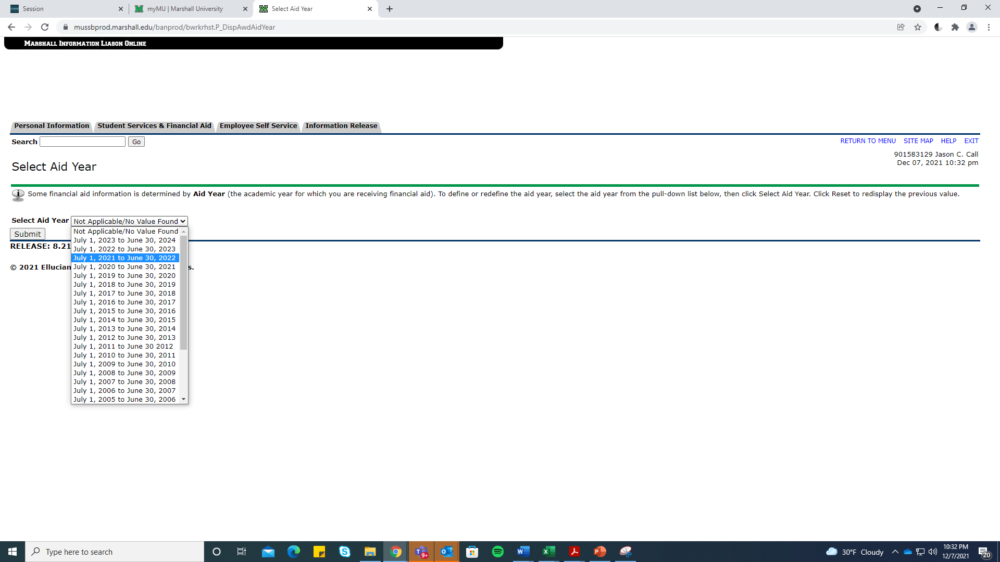 Session
myMU | Marshall University
Select Aid Year
mussbprod.marshall.edu/banprod/bwrkrhst.P_DispAwdAidYear
Marshall Information Liason Online
Personal Information
Student Services & Financial Aid
Employee Self Service
Information Release
Search
Go
RETURN TO MENU
SITE MAP
HELP
EXIT
901583129 Jason C. Call
Dec 07, 2021 10:32 pm
Select Aid Year
Some financial aid information is determined by Aid Year (the academic year for which you are receiving financial aid). To define or redefine the aid year, select the aid year from the pull-down list below, then click Select Aid Year. Click Reset to redisplay the previous value.
Select Aid Year
Not Applicable/No Value Found
Not Applicable/No Value Found
July 1, 2023 to June 30, 2024
July 1, 2022 to June 30, 2023
July 1, 2021 to June 30, 2022
July 1, 2020 to June 30, 2021
July 1, 2019 to June 30, 2020
July 1, 2018 to June 30, 2019
July 1, 2017 to June 30, 2018
July 1, 2016 to June 30, 2017
July 1, 2015 to June 30, 2016
July 1, 2014 to June 30, 2015
July 1, 2013 to June 30, 2014
July 1, 2012 to June 30, 2013
July 1, 2011 to June 30 2012
July 1, 2010 to June 30, 2011
July 1, 2009 to June 30, 2010
July 1, 2008 to June 30, 2009
July 1, 2007 to June 30, 2008
July 1, 2006 to June 30, 2007
July 1, 2005 to June 30, 2006
Submit
RELEASE: 8.21
© 2021 Ellucian
s.
Type here to search
9+
30°F Cloudy
10:32 PM
12/7/2021
20